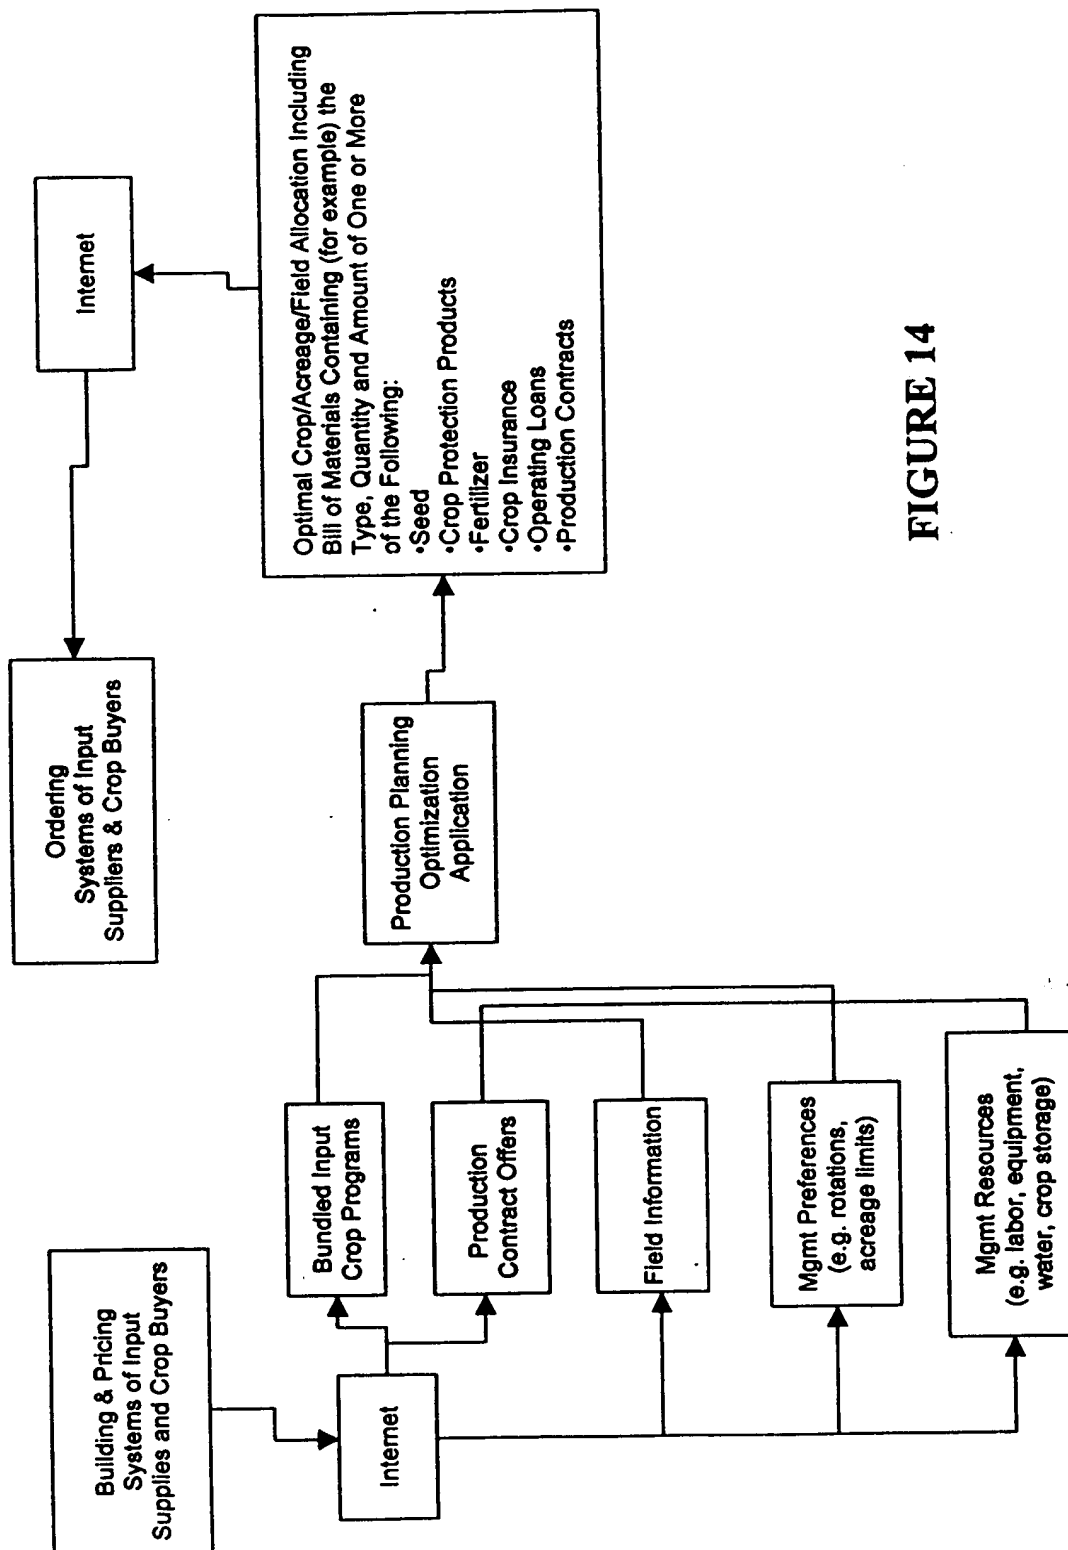 Building & Pricing
Systems of Input
Supplies and Crop Buyers
Internet
Bundled Input
Crop Programs
Production
Contract Offers
Field Information
Mgmt Preferences
(e.g. rotations,
acreage limits)
Mgmt Resources
(e.g. labor, equipment,
water, crop storage)
Production Planning
Optimization
Application
Optimal Crop/Acreage/Field Allocation Including
Bill of Materials Containing (for example) the
Type, Quantity and Amount of One or More
of the Following:
•Seed
•Crop Protection Products
•Fertilizer
•Crop Insurance
•Operating Loans
•Production Contracts
Internet
Ordering
Systems of Input
Suppliers & Crop Buyers
FIGURE 14